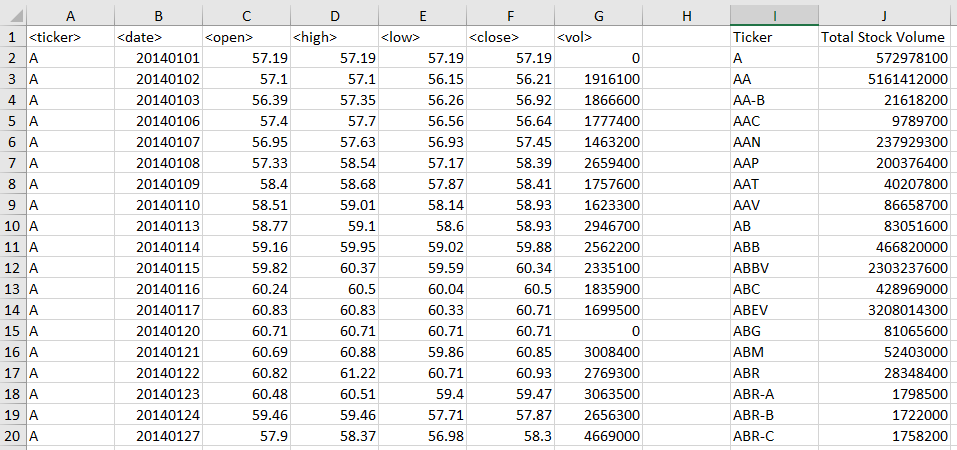 A B C D E F G H I J
1 <ticker> <date> <open> <high> <low> <close> <vol> Ticker Total Stock Volume
2 A 20140101 57.19 57.19 57.19 57.19 0 A 572978100
3 A 20140102 57.1 57.1 56.15 56.21 1916100 AA 5161412000
4 A 20140103 56.39 57.35 56.26 56.92 1866600 AA-B 21618200
5 A 20140106 57.4 57.7 56.56 56.64 1777400 AAC 9789700
6 A 20140107 56.95 57.63 56.93 57.45 1463200 AAN 237929300
7 A 20140108 57.33 58.54 57.17 58.39 2659400 AAP 200376400
8 A 20140109 58.4 58.68 57.87 58.41 1757600 AAT 40207800
9 A 20140110 58.51 59.01 58.14 58.93 1623300 AAV 86658700
10 A 20140113 58.77 59.1 58.6 58.93 2946700 AB 83051600
11 A 20140114 59.16 59.95 59.02 59.88 2562200 ABB 466820000
12 A 20140115 59.82 60.37 59.59 60.34 2335100 ABBV 2303237600
13 A 20140116 60.24 60.5 60.04 60.5 1835900 ABC 428969000
14 A 20140117 60.83 60.83 60.33 60.71 1699500 ABEV 3208014300
15 A 20140120 60.71 60.71 60.71 60.71 0 ABG 81065600
16 A 20140121 60.69 60.88 59.86 60.85 3008400 ABM 52403000
17 A 20140122 60.82 61.22 60.71 60.93 2769300 ABR 28348400
18 A 20140123 60.48 60.51 59.4 59.47 3063500 ABR-A 1798500
19 A 20140124 59.46 59.46 57.71 57.87 2656300 ABR-B 1722000
20 A 20140127 57.9 58.37 56.98 58.3 4669000 ABR-C 1758200